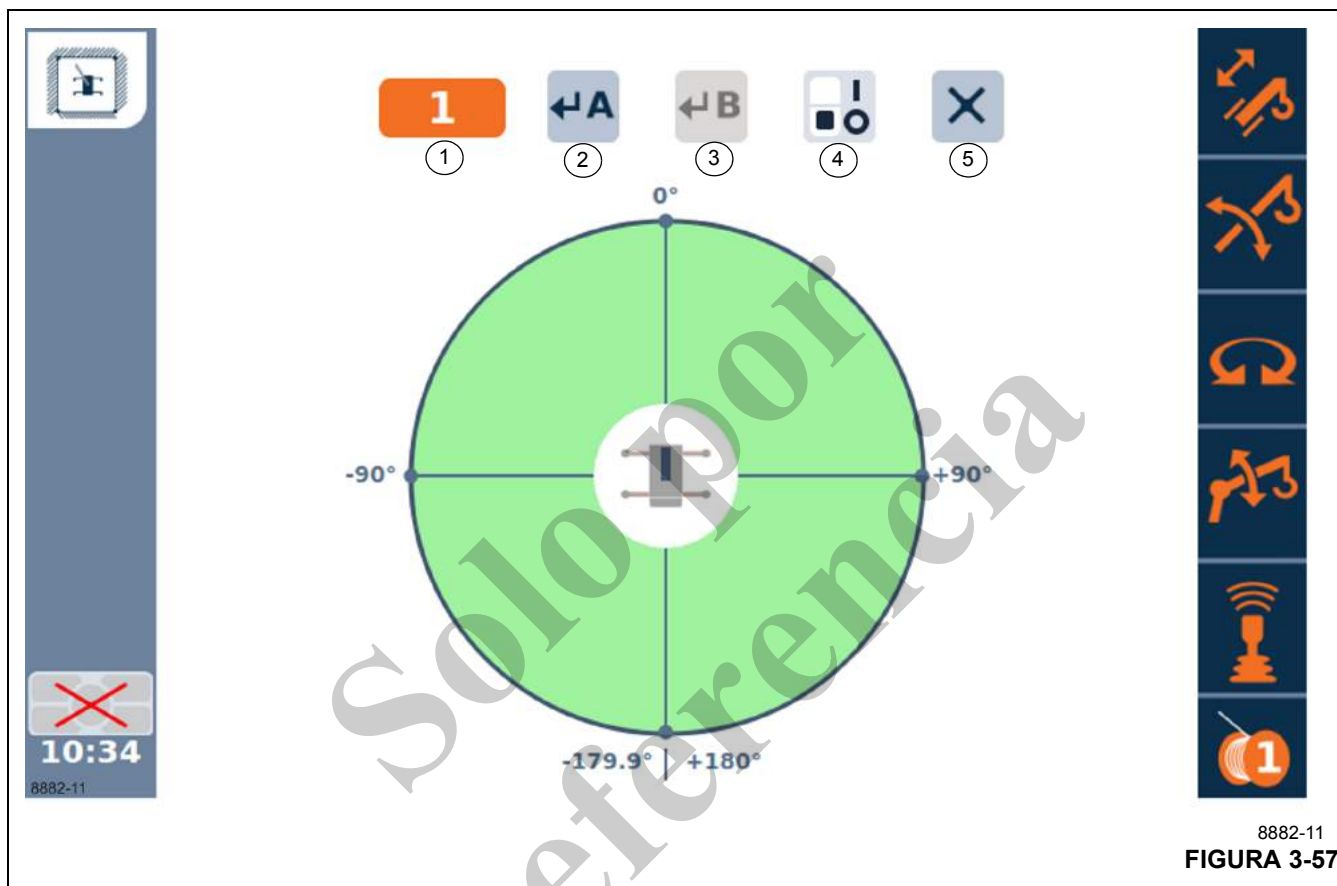 1
A
B
1
2
3
4
5
0°
-90°
+90°
-179.9° | +180°
Solo por
referencia
10:34
8882-11
1
8882-11
FIGURA 3-57